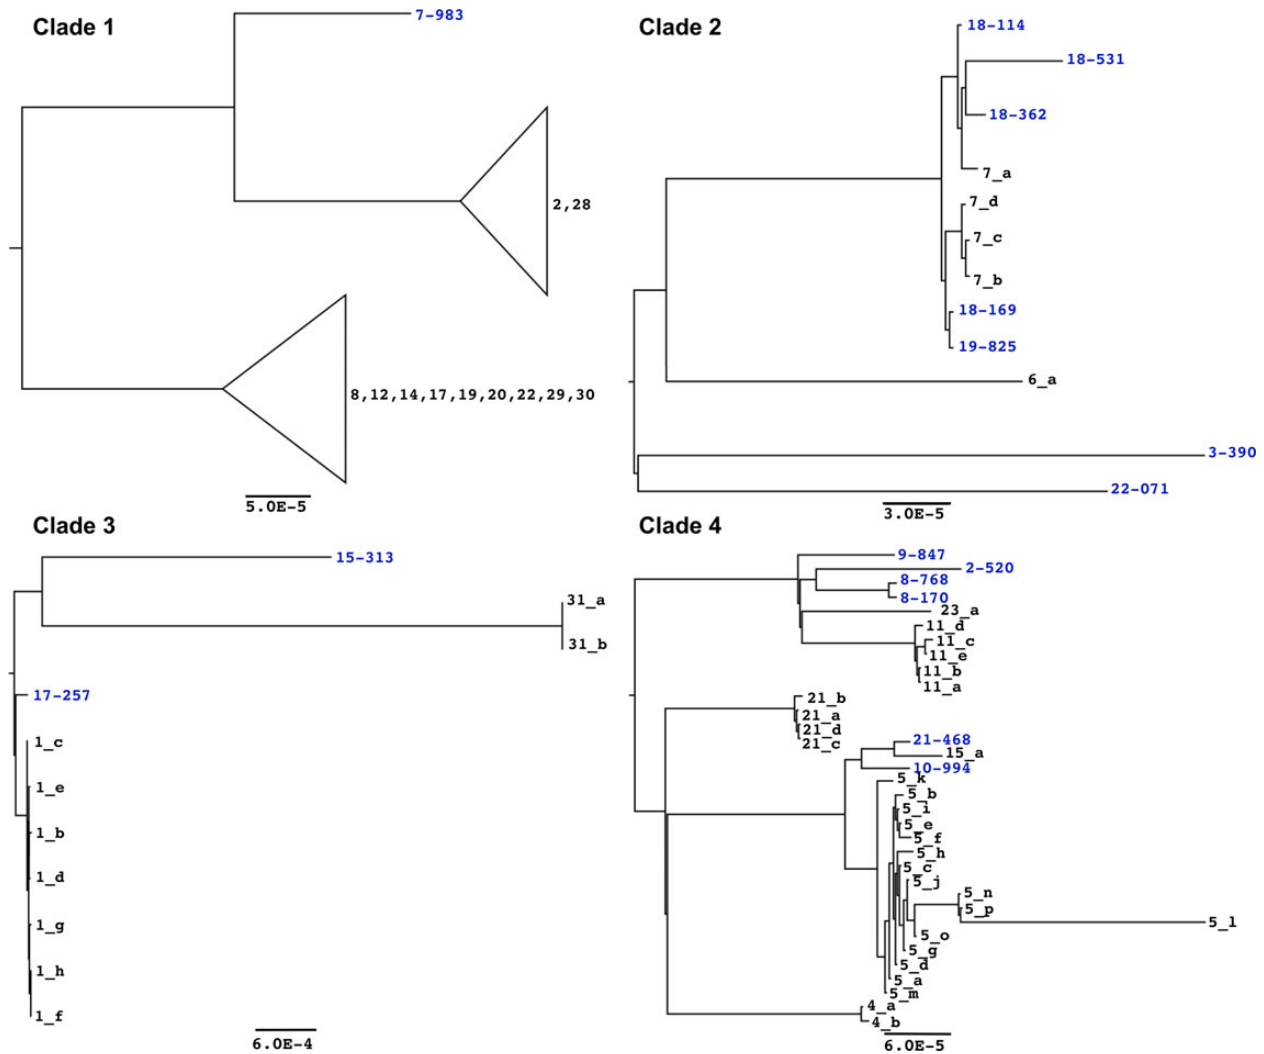 Clade 1
7-983
2,28
8,12,14,17,19,20,22,29,30
5.0E-5
Clade 2
18-114
18-531
18-362
7_a
7_d
7_c
7_b
18-169
19-825
6_a
3-390
22-071
3.0E-5
Clade 3
15-313
31_a
31_b
17-257
1_c
1_e
1_b
1_d
1_g
1_h
1_f
6.0E-4
Clade 4
9-847
2-520
8-768
8-170
23_a
11_d
11_c
11_e
11_b
11_a
21_b
21_a
21_d
21_c
21-468
15_a
10-994
5_k
5_b
5_i
5_e
5_f
5_h
5_c
5_j
5_n
5_p
5_l
5_o
5_g
5_d
5_a
5_m
4_a
4_b
6.0E-5